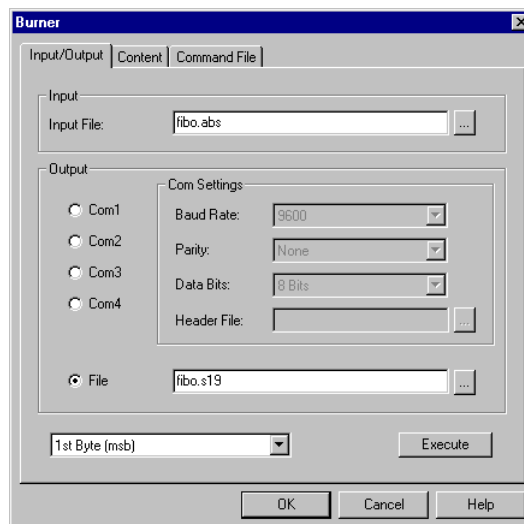 Burner
Input/Output Content Command File
Input
Input File: fibo.abs ...
Output
Com Settings
Com1 Baud Rate: 9600
Com2 Parity: None
Com3 Data Bits: 8 Bits
Com4 Header File: ...
File fibo.s19 ...
1st Byte (msb) Execute
OK Cancel Help